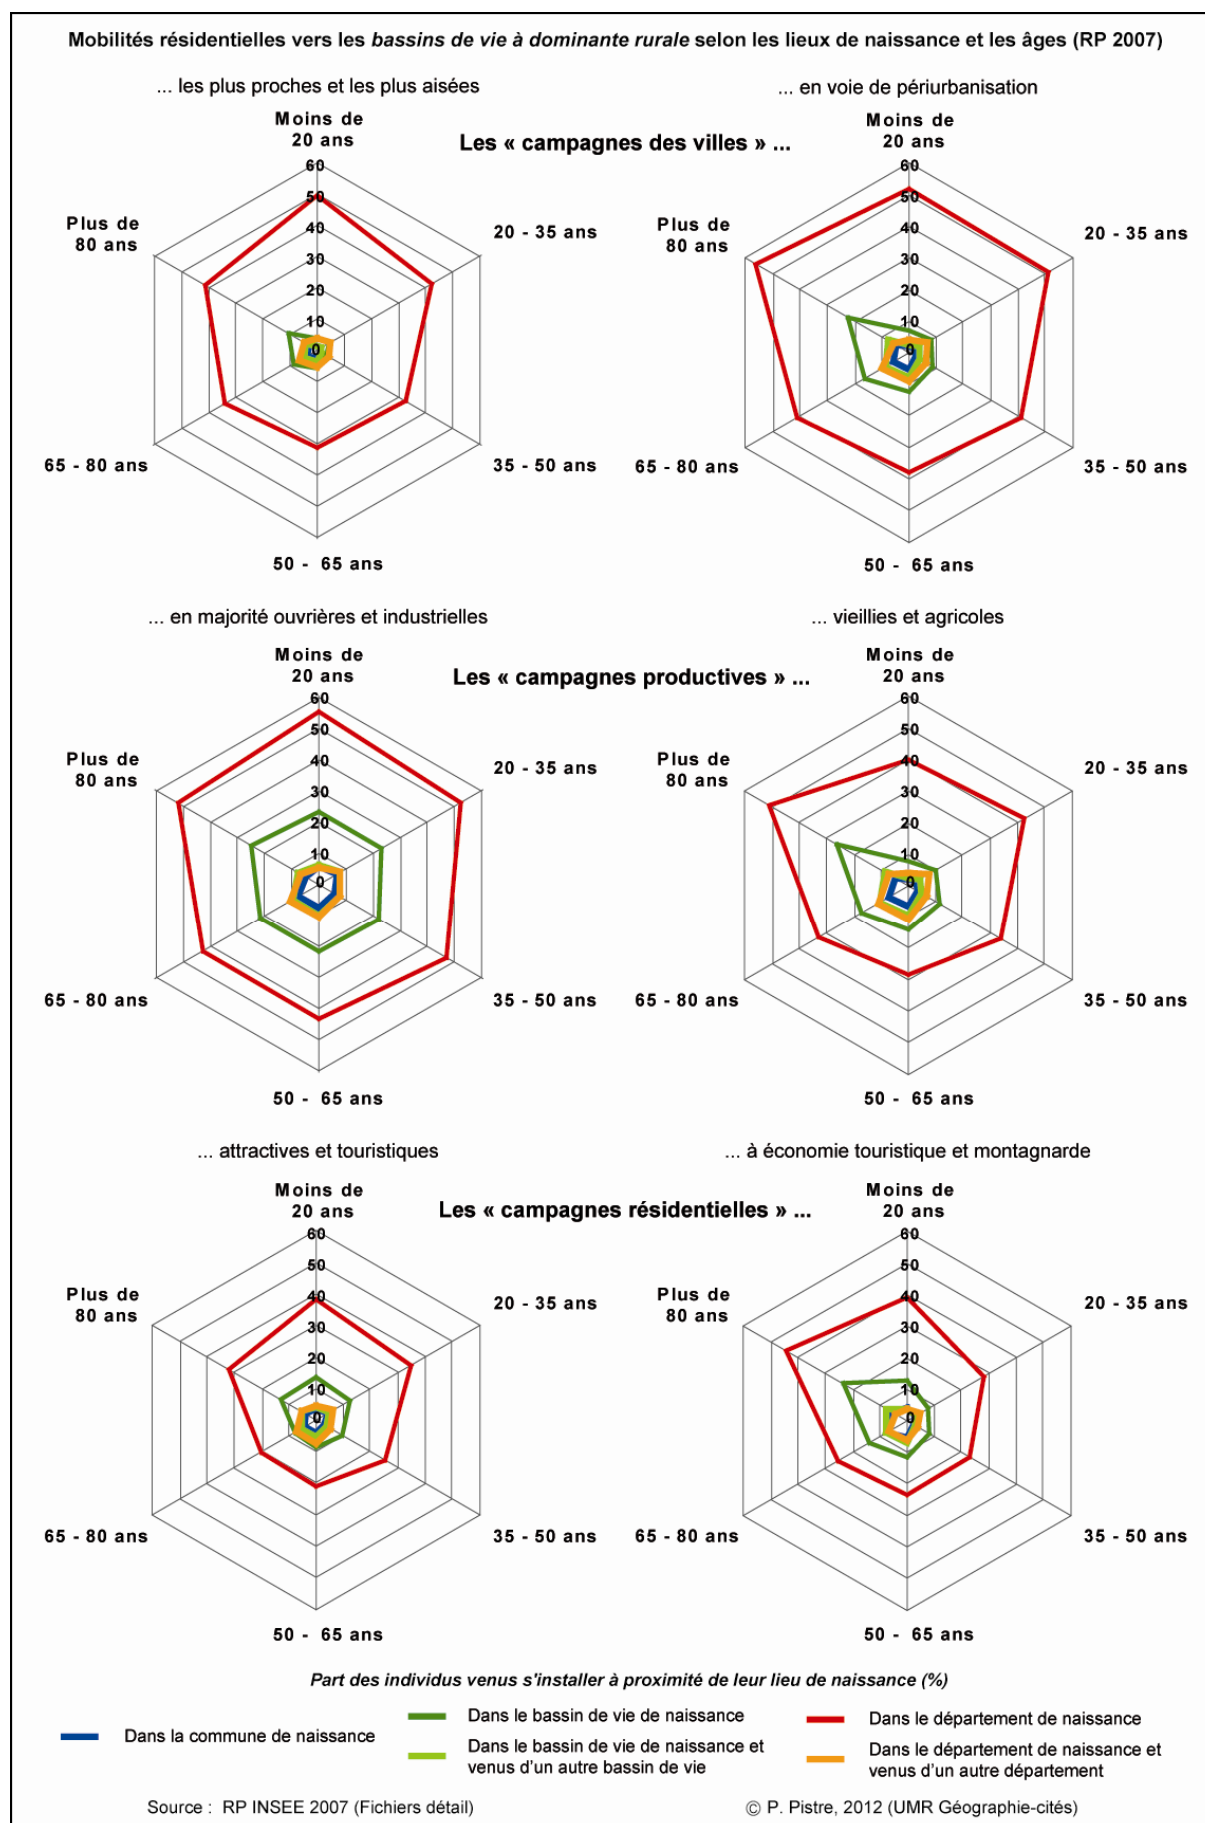 Mobilités résidentielles vers les bassins de vie à dominante rurale selon les lieux de naissance et les âges (RP 2007)
... les plus proches et les plus aisées
... en voie de périurbanisation
Les « campagnes des villes » ...
Moins de
20 ans
60
50
40
30
20
10
0
20 - 35 ans
35 - 50 ans
50 - 65 ans
65 - 80 ans
Plus de
80 ans
Moins de
20 ans
60
50
40
30
20
10
0
20 - 35 ans
35 - 50 ans
50 - 65 ans
65 - 80 ans
Plus de
80 ans
... en majorité ouvrières et industrielles
... vieillies et agricoles
Les « campagnes productives » ...
Moins de
20 ans
60
50
40
30
20
10
0
20 - 35 ans
35 - 50 ans
50 - 65 ans
65 - 80 ans
Plus de
80 ans
Moins de
20 ans
60
50
40
30
20
10
0
20 - 35 ans
35 - 50 ans
50 - 65 ans
65 - 80 ans
Plus de
80 ans
... attractives et touristiques
... à économie touristique et montagnarde
Les « campagnes résidentielles » ...
Moins de
20 ans
60
50
40
30
20
10
0
20 - 35 ans
35 - 50 ans
50 - 65 ans
65 - 80 ans
Plus de
80 ans
Moins de
20 ans
60
50
40
30
20
10
0
20 - 35 ans
35 - 50 ans
50 - 65 ans
65 - 80 ans
Plus de
80 ans
Part des individus venus s'installer à proximité de leur lieu de naissance (%)
Dans la commune de naissance
Dans le bassin de vie de naissance
Dans le bassin de vie de naissance et
venus d'un autre bassin de vie
Dans le département de naissance
Dans le département de naissance et
venus d'un autre département
Source : RP INSEE 2007 (Fichiers détail)
© P. Pistre, 2012 (UMR Géographie-cités)